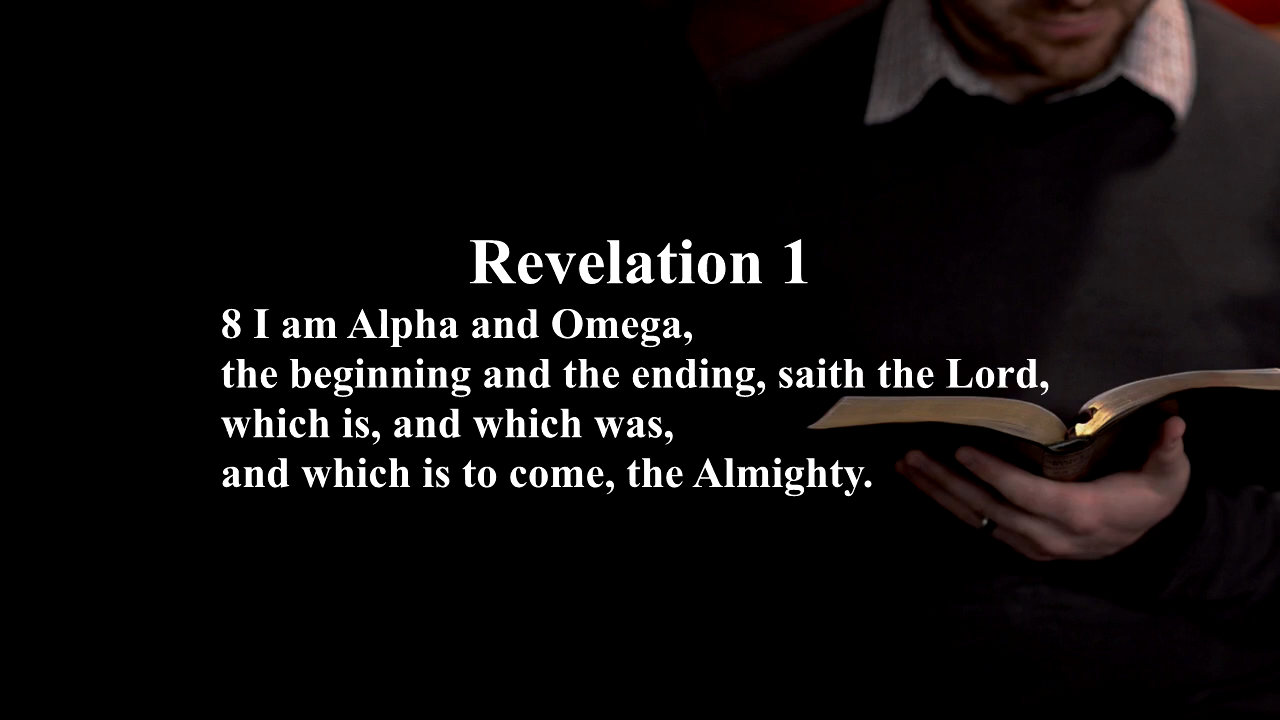 Revelation 1
8 I am Alpha and Omega,
the beginning and the ending, saith the Lord,
which is, and which was,
and which is to come, the Almighty.